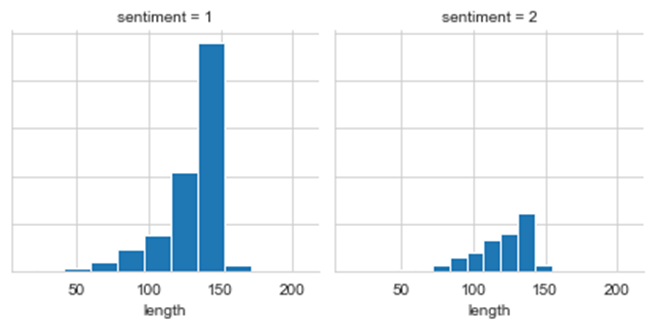 sentiment = 1
sentiment = 2
50 100 150 200
50 100 150 200
length
length